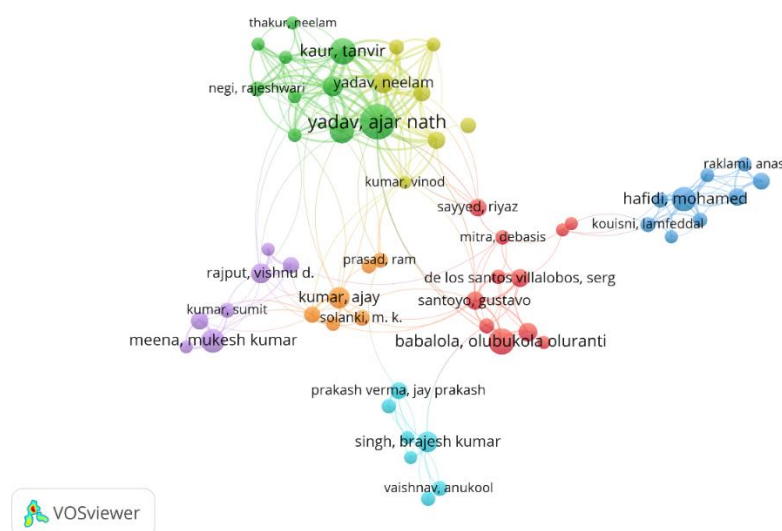 thakur, neelam
kaur, tanvir
negi, rajeshwari
yadav, neelam
yadav, ajar nath
kumar, vinod
raklami, anas
hafidi, mohamed
kouisni, lamfeddal
sayyed, riyaz
mitra, debasis
prasad, ram
rajput, vishnu d.
de los santos villalobos, serg
kumar, ajay
santoyo, gustavo
kumar, sumit
solanki, m. k.
meena, mukesh kumar
babalola, olubukola oluranti
prakash verma, jay prakash
singh, brajesh kumar
vaishnav, anukool
VOSviewer